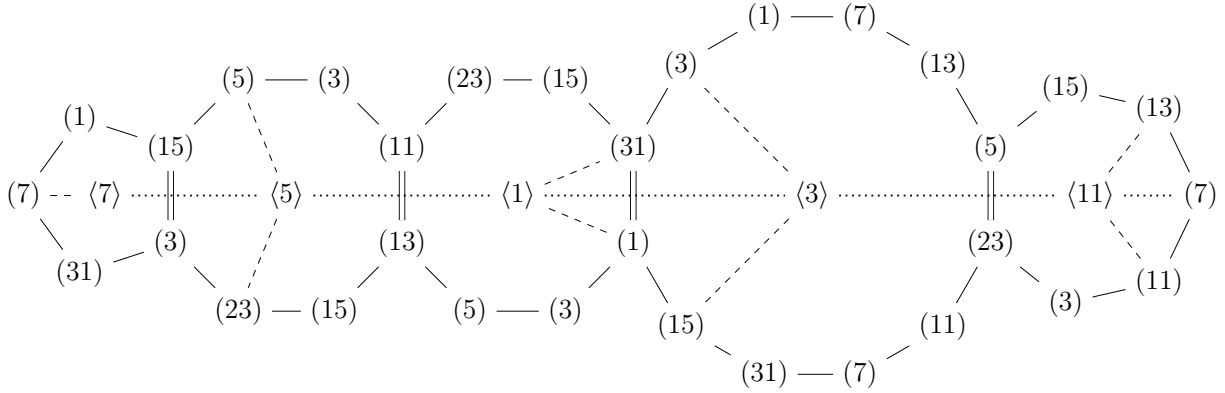 (1) (7)
(3) (13)
(5) (3) (23) (15)
(15) (13)
(1)
(15) (11) (31) (5)
(7) ⟨7⟩ ⟨5⟩ ⟨1⟩ ⟨3⟩ ⟨11⟩ (7)
(3) (13) (1) (23)
(31) (11)
(3)
(23) (15) (5) (3)
(15) (11)
(31) (7)